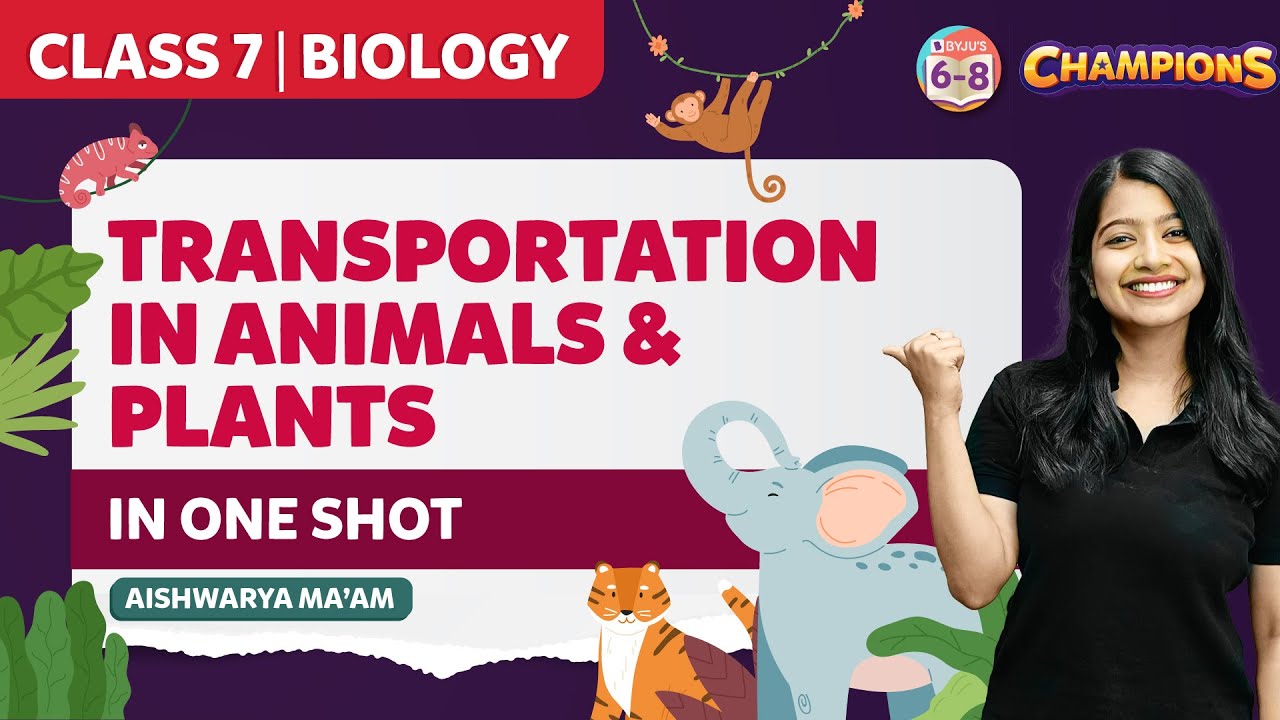 CLASS 7 | BIOLOGY
BYJU'S
6-8
CHAMPIONS
TRANSPORTATION
IN ANIMALS &
PLANTS
IN ONE SHOT
AISHWARYA MA'AM